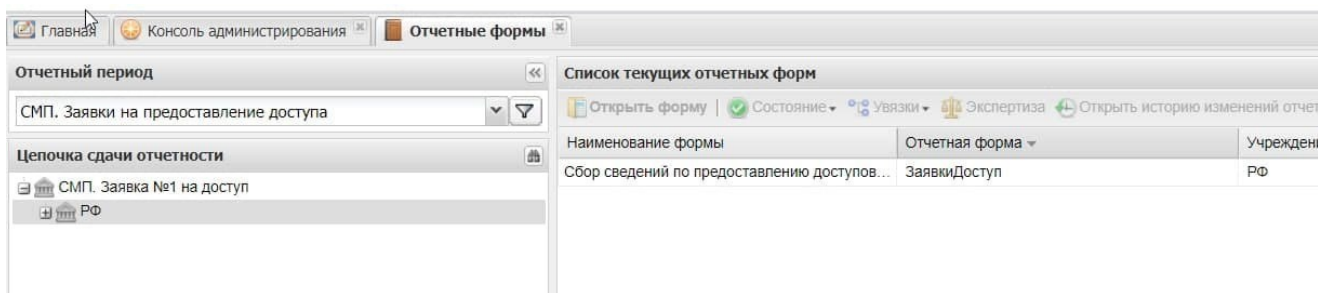 Главная Консоль администрирования Отчетные формы
Отчетный период
СМП. Заявки на предоставление доступа
Цепочка сдачи отчетности
СМП. Заявка №1 на доступ
РФ
Список текущих отчетных форм
Открыть форму | Состояние Увязки Экспертиза Открыть историю изменений отчет
Наименование формы Отчетная форма Учреждени
Сбор сведений по предоставлению доступов... ЗаявкиДоступ РФ